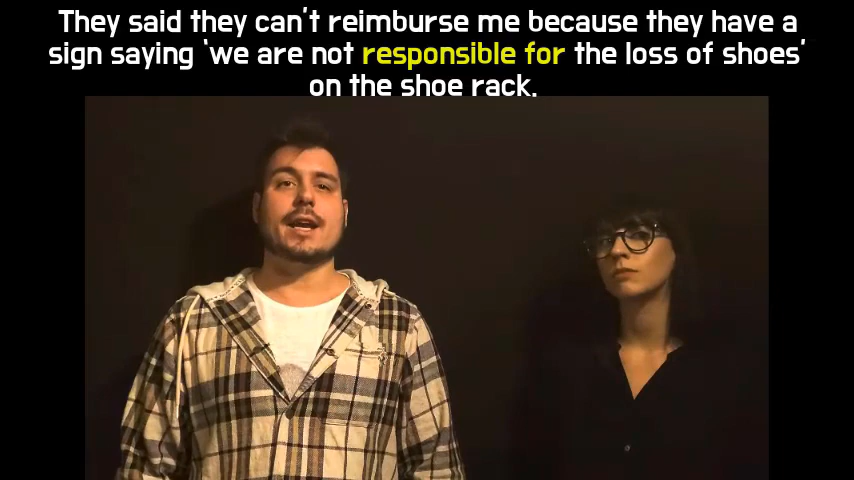 They said they can't reimburse me because they have a
sign saying 'we are not responsible for the loss of shoes'
on the shoe rack.